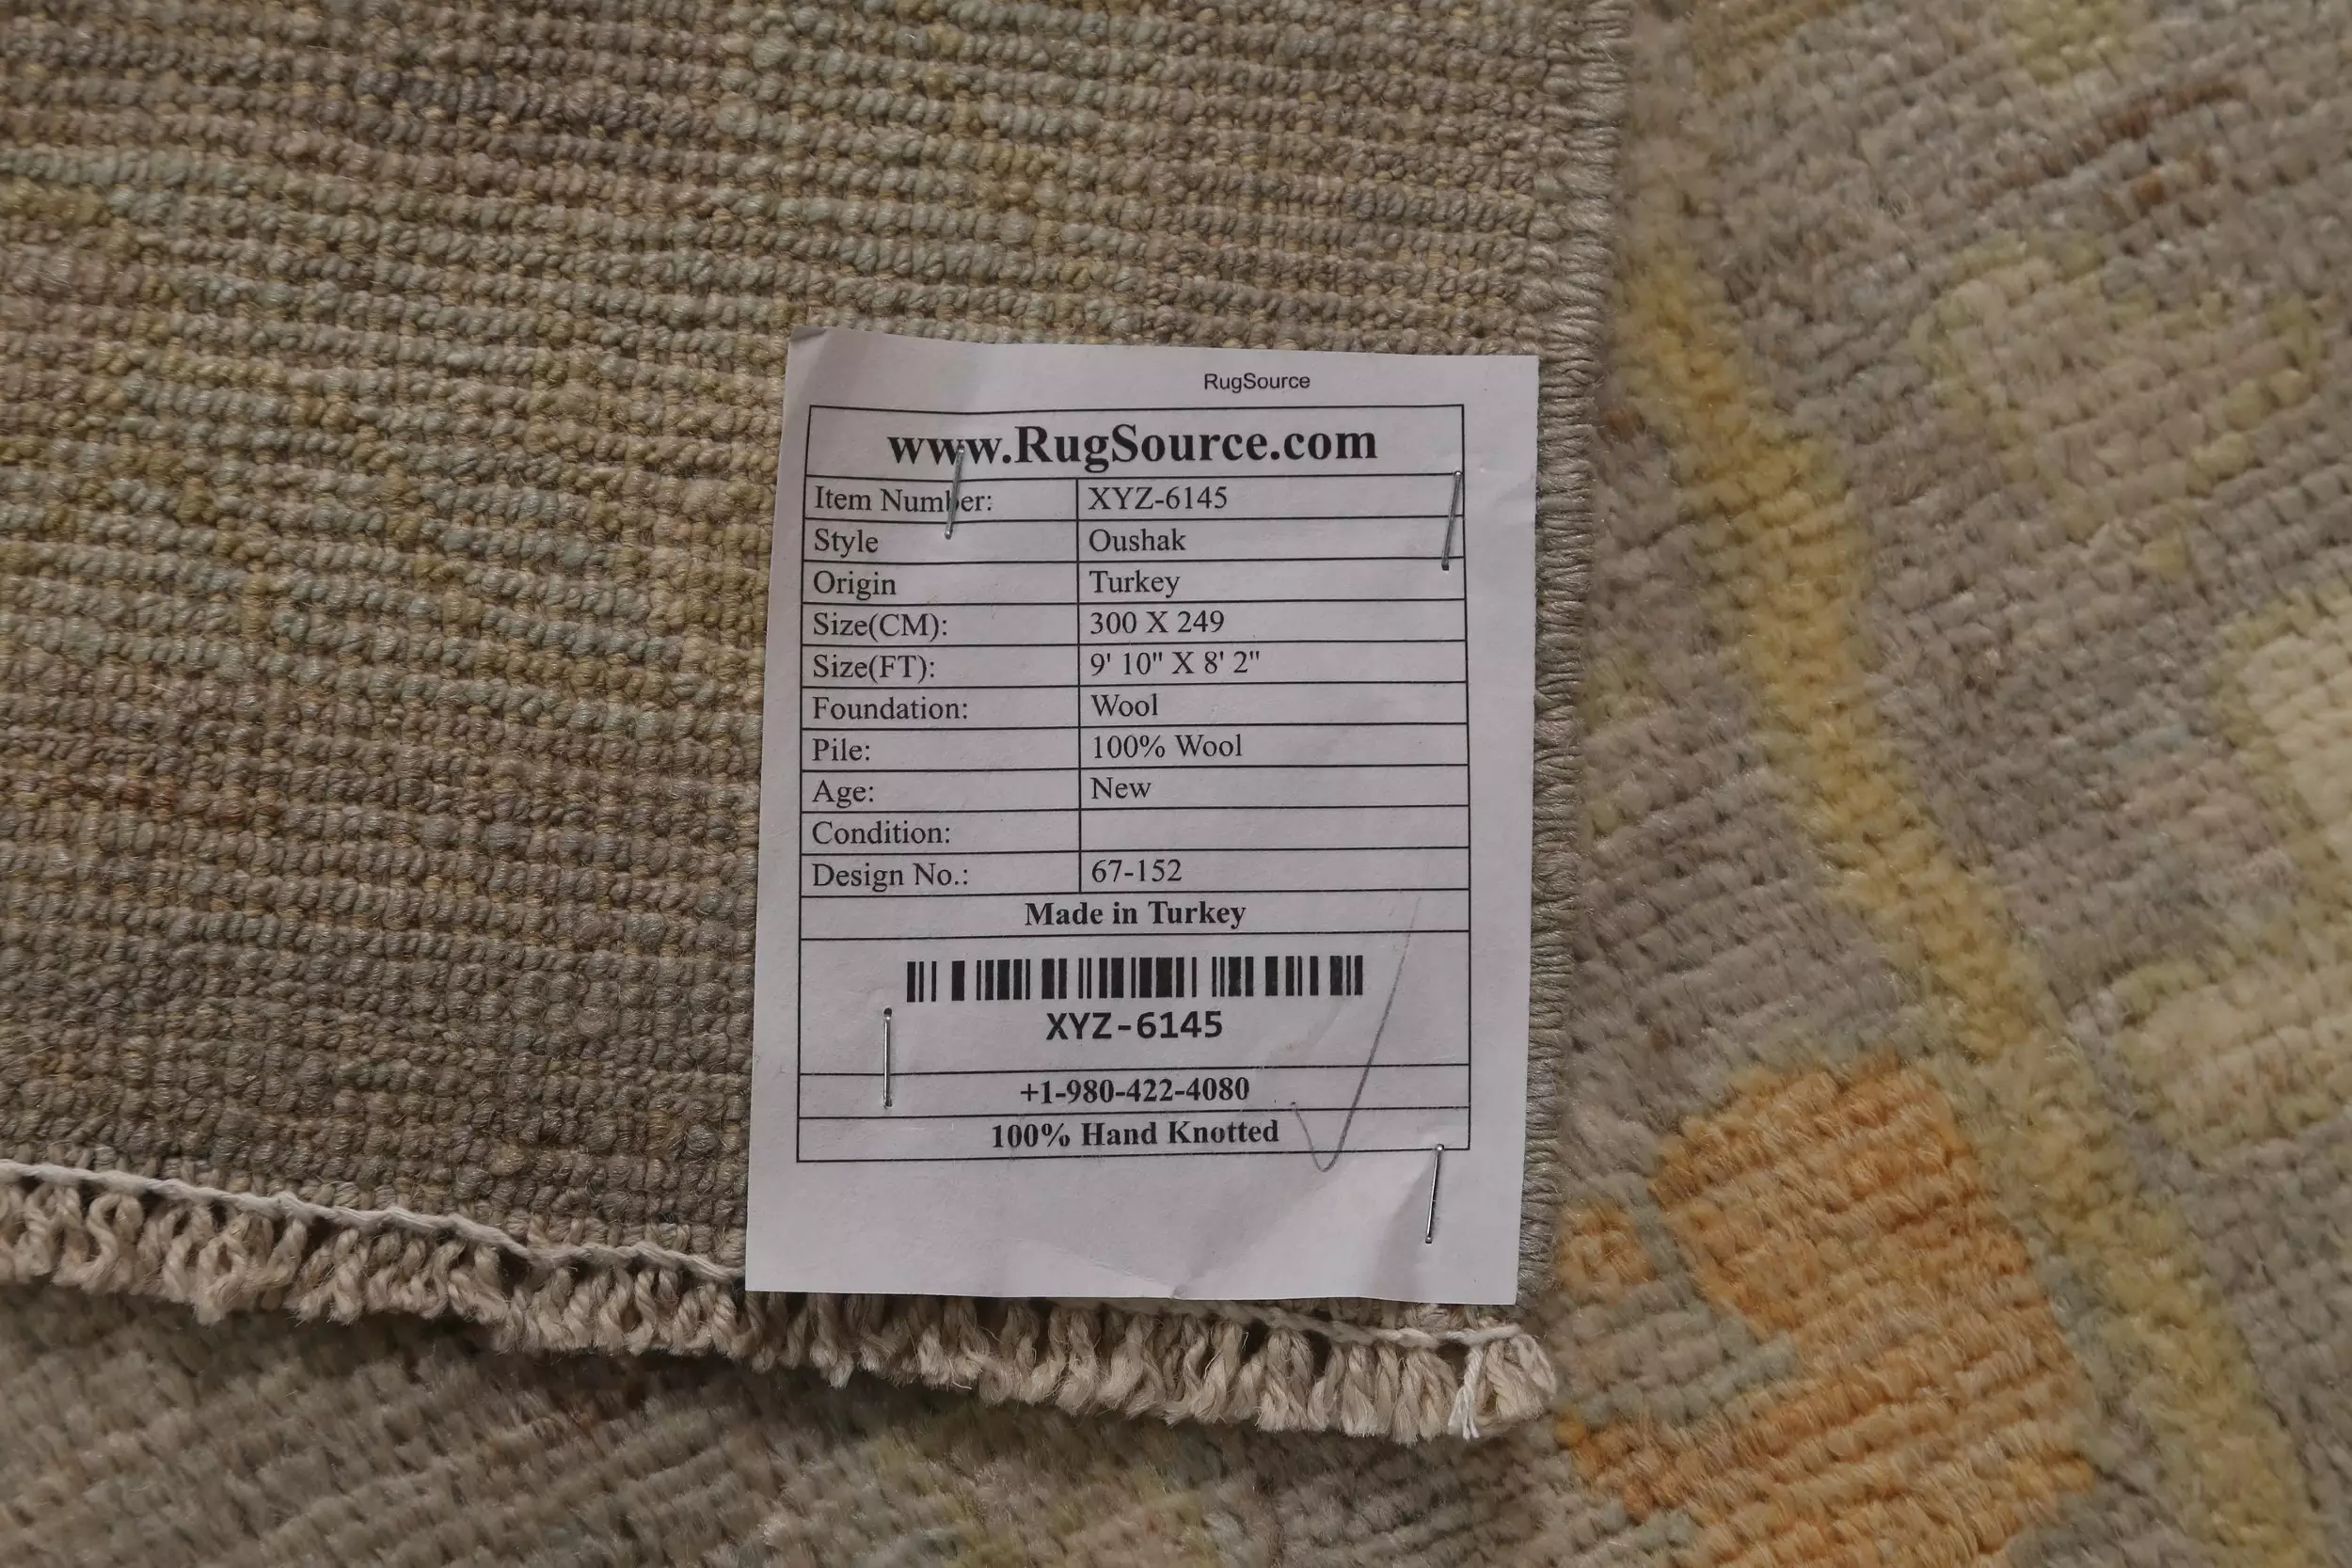 RugSource
www.RugSource.com
Item Number: XYZ-6145
Style Oushak
Origin Turkey
Size(CM): 300 X 249
Size(FT): 9' 10" X 8' 2"
Foundation: Wool
Pile: 100% Wool
Age: New
Condition:
Design No.: 67-152
Made in Turkey
XYZ-6145
+1-980-422-4080
100% Hand Knotted